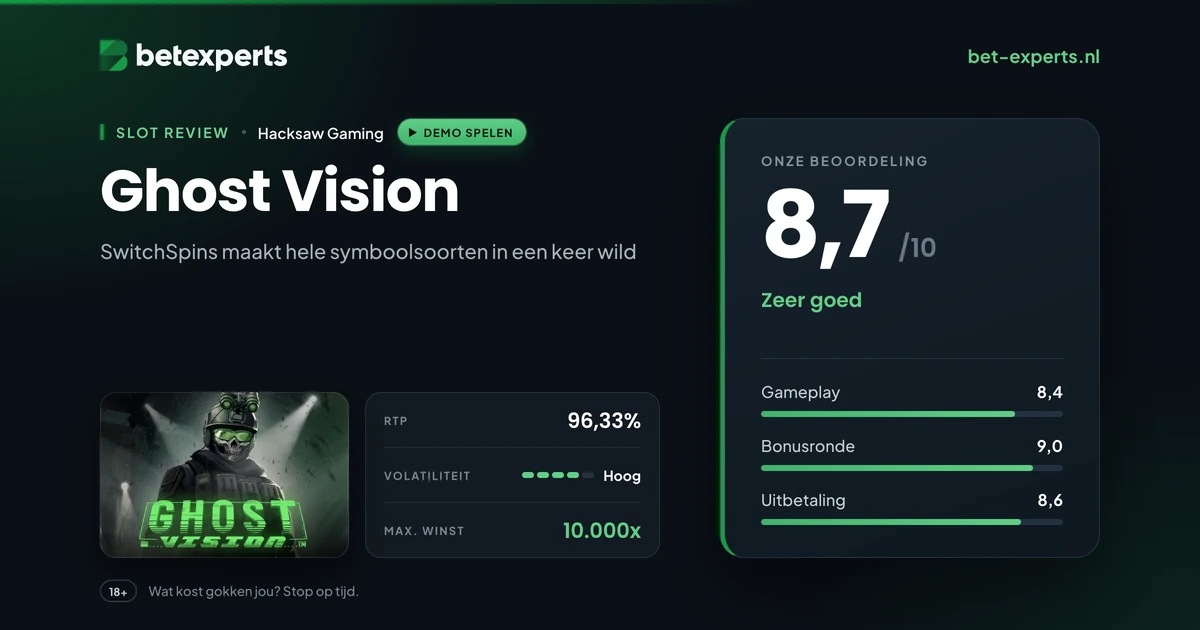 betexperts
bet-experts.nl
SLOT REVIEW • Hacksaw Gaming ▶ DEMO SPELEN
Ghost Vision
SwitchSpins maakt hele symboolsoorten in een keer wild
GHOST
VISION
TM
RTP 96,33%
VOLATILITEIT Hoog
MAX. WINST 10.000x
ONZE BEOORDELING
8,7 /10
Zeer goed
Gameplay 8,4
Bonusronde 9,0
Uitbetaling 8,6
18+ Wat kost gokken jou? Stop op tijd.